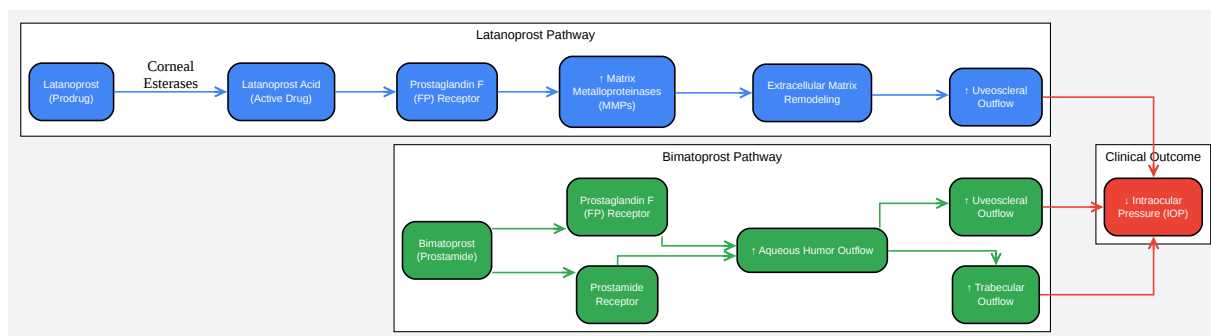 Latanoprost Pathway
Latanoprost
(Prodrug)
Corneal
Esterases
Latanoprost Acid
(Active Drug)
Prostaglandin F
(FP) Receptor
↑ Matrix
Metalloproteinases
(MMPs)
Extracellular Matrix
Remodeling
↑ Uveoscleral
Outflow
Bimatoprost Pathway
Bimatoprost
(Prostamide)
Prostaglandin F
(FP) Receptor
Prostamide
Receptor
↑ Aqueous Humor Outflow
↑ Uveoscleral
Outflow
↑ Trabecular
Outflow
Clinical Outcome
↓ Intraocular
Pressure (IOP)